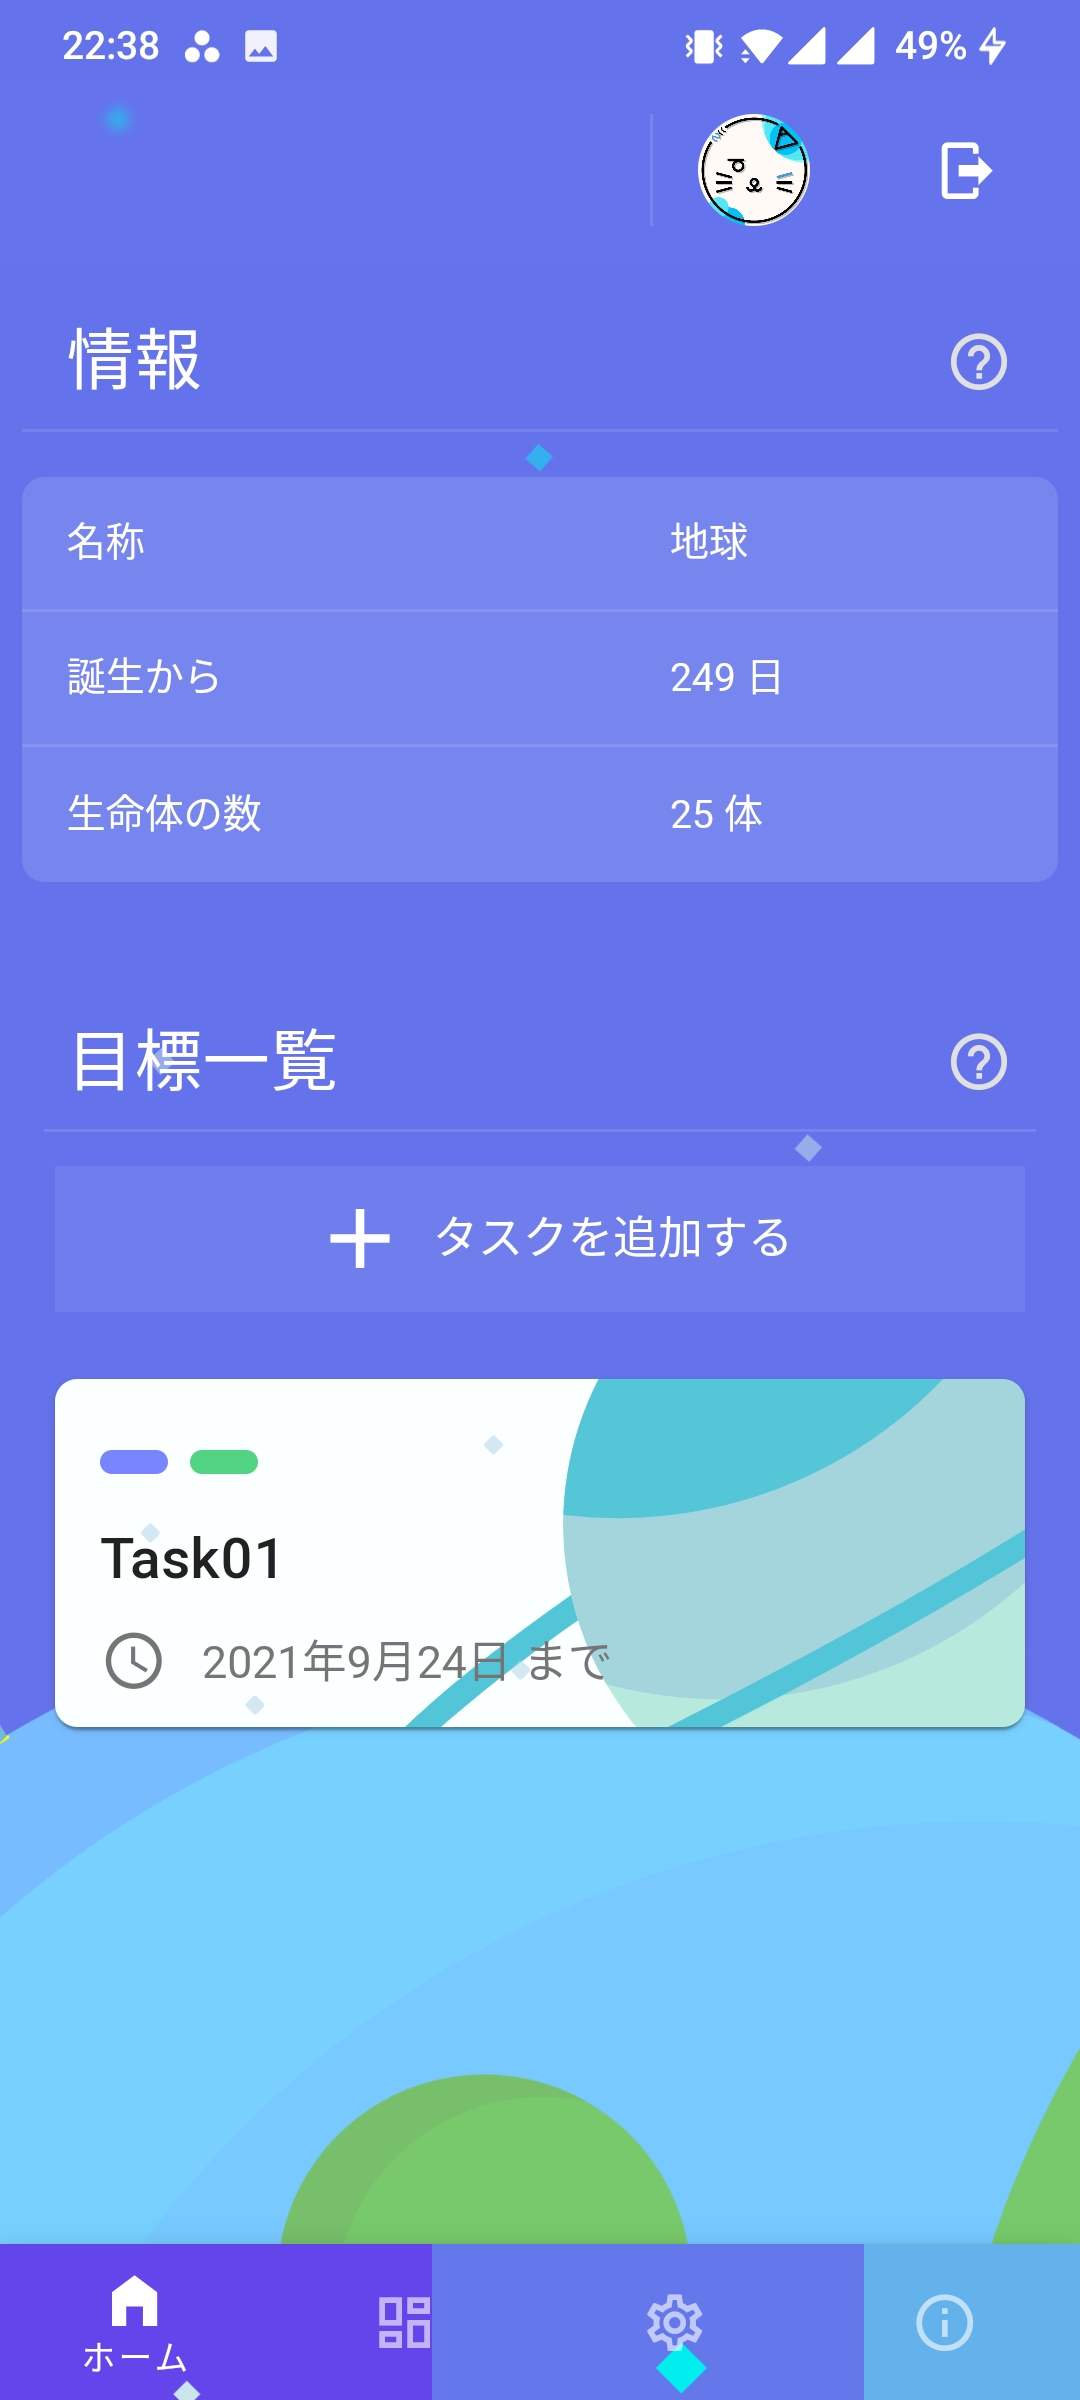 22:38 49%
情報
名称 地球
誕生から 249 日
生命体の数 25 体
目標一覧
タスクを追加する
Task01
2021年9月24日 まで
ホーム